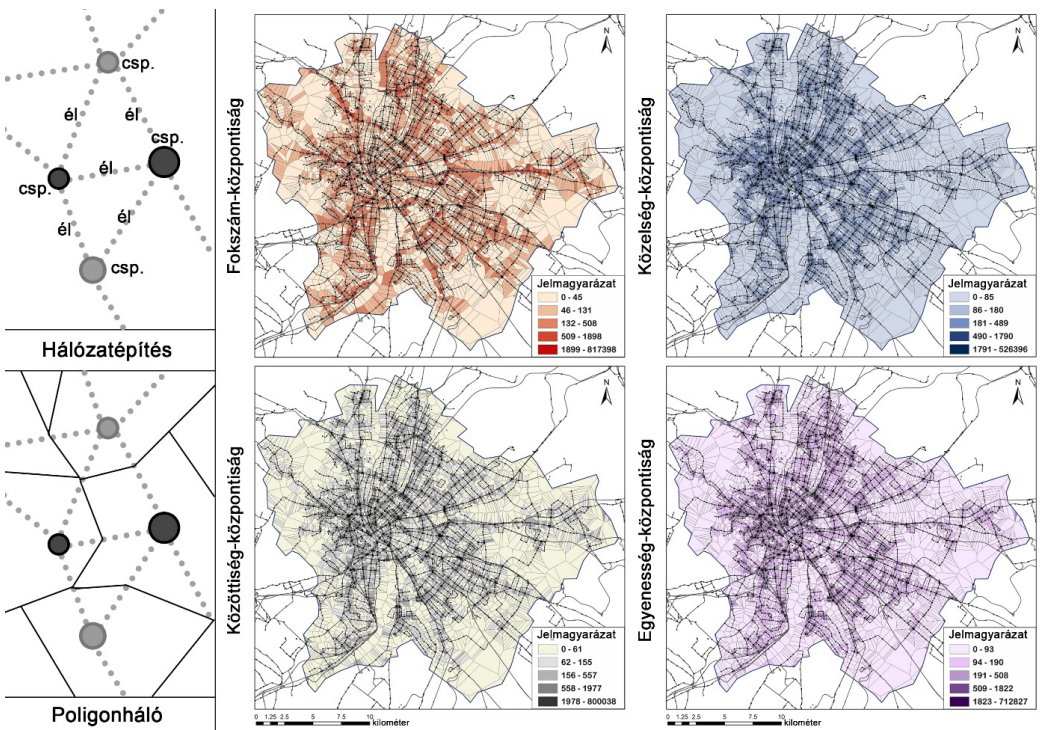 csp.
él
él
csp.
él
csp.
él
él
csp.
Hálózatépítés
Poligonháló
Fokszám-központiság
N
Jelmagyarázat
0 - 45
46 - 131
132 - 508
509 - 1898
1899 - 817398
Közelség-központiság
N
Jelmagyarázat
0 - 85
86 - 180
181 - 489
490 - 1790
1791 - 526396
Közöttiség-központiság
N
Jelmagyarázat
0 - 61
62 - 155
156 - 557
558 - 1977
1978 - 800038
0 1.25 2.5 5 7.5 10
kilométer
Egyenesség-központiság
N
Jelmagyarázat
0 - 93
94 - 190
191 - 508
509 - 1822
1823 - 712827
0 1.25 2.5 5 7.5 10
kilométer